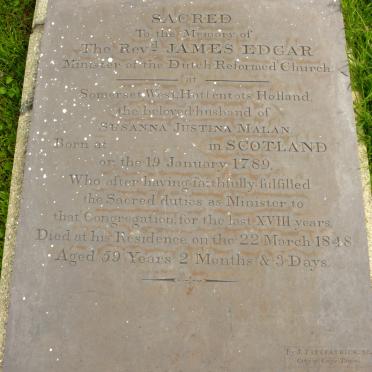 SACRED
To the Memory of
The Revd. JAMES EDGAR
Minister of the Dutch Reformed Church
at
Somerset West, Hottentots Holland,
the beloved husband of
SUSANNA JUSTINA MALAN.
Born at in SCOTLAND
on the 19 January 1789,
Who after having faithfully fulfilled
the Sacred duties as Minister to
that Congregation, for the last XVIII years,
Died at his Residence on the 22 March 1848
Aged 59 Years 2 Months & 3 Days.
By J. FITZPATRICK,